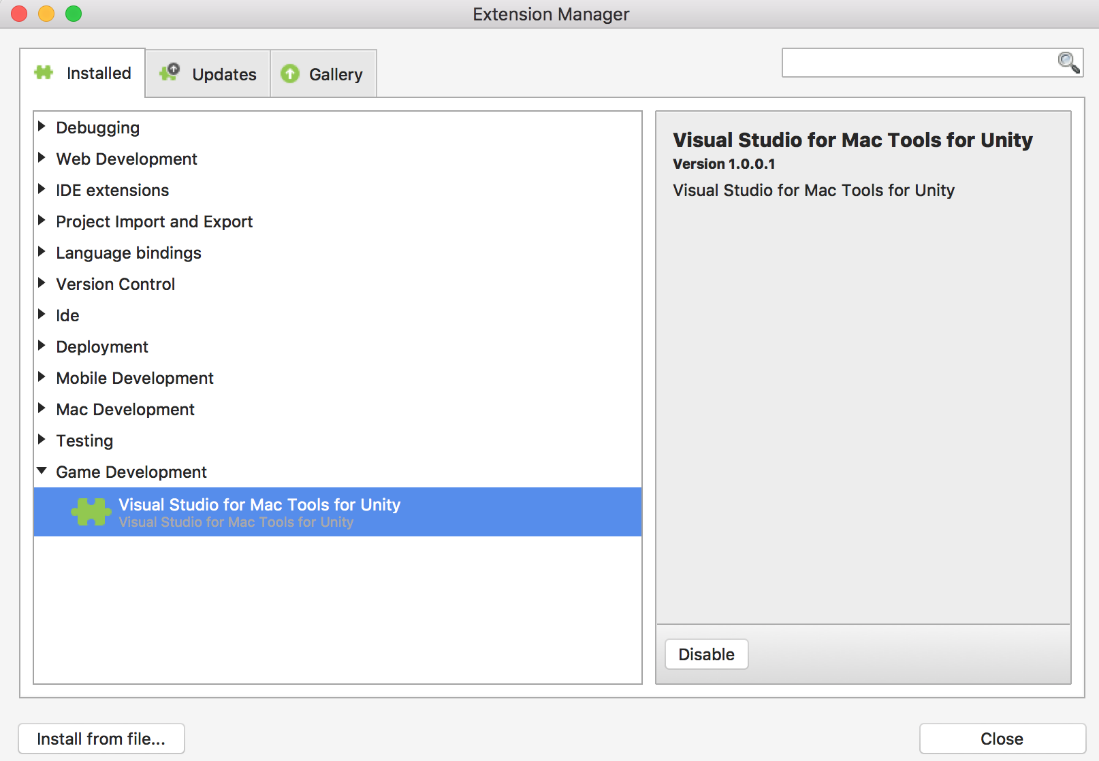 Extension Manager
Installed
Updates
Gallery
Debugging
Web Development
IDE extensions
Project Import and Export
Language bindings
Version Control
Ide
Deployment
Mobile Development
Mac Development
Testing
Game Development
Visual Studio for Mac Tools for Unity
Visual Studio for Mac Tools for Unity
Visual Studio for Mac Tools for Unity
Version 1.0.0.1
Visual Studio for Mac Tools for Unity
Disable
Install from file...
Close